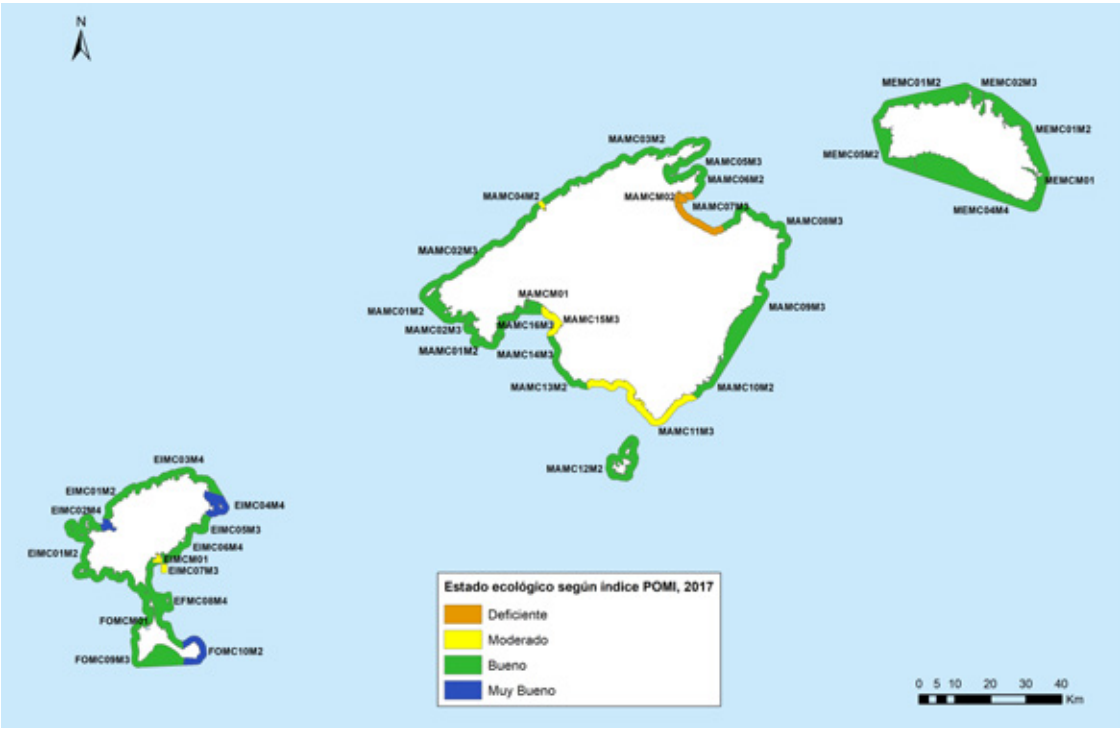 N
MEMC01M2
MEMC02M3
MEMC01M2
MEMC05M2
MEMCM01
MEMC04M4
MAMC03M2
MAMC05M3
MAMC06M2
MAMC04M2
MAMCM02
MAMC07M3
MAMC08M3
MAMC02M3
MAMCM01
MAMC09M3
MAMC01M2
MAMC15M3
MAMC16M3
MAMC02M3
MAMC01M2
MAMC14M3
MAMC13M2
MAMC10M2
MAMC11M3
MAMC12M2
EIMC03M4
EIMC01M2
EIMC04M4
EIMC02M4
EIMC05M3
EIMC06M4
EIMC01M2
EIMCM01
EIMC07M3
EFMC08M4
FOMCM01
FOMC10M2
FOMC09M3
Estado ecológico según índice POMI, 2017
Deficiente
Moderado
Bueno
Muy Bueno
0 5 10 20 30 40
Km